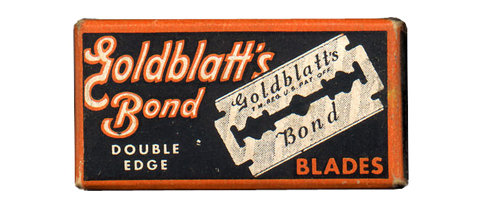 Goldblatt's
Bond
DOUBLE
EDGE
Goldblatt's
T'M-REG. U.S. PAT. OFF.
Bond
BLADES